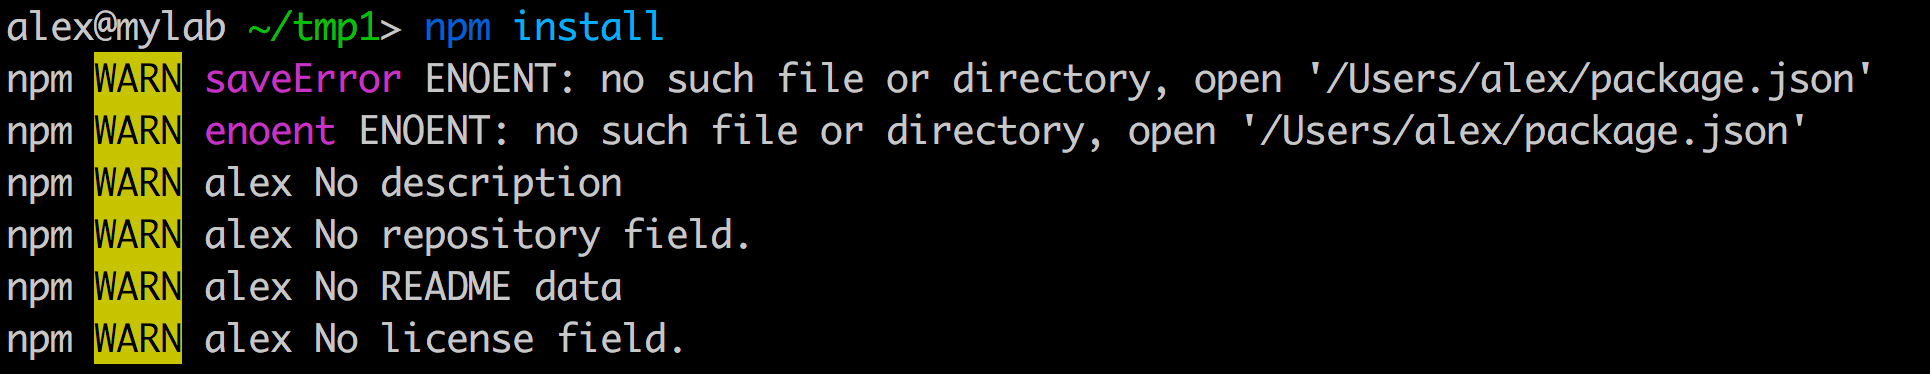 alex@mylab ~/tmp1> npm install
npm WARN saveError ENOENT: no such file or directory, open '/Users/alex/package.json'
npm WARN enoent ENOENT: no such file or directory, open '/Users/alex/package.json'
npm WARN alex No description
npm WARN alex No repository field.
npm WARN alex No README data
npm WARN alex No license field.